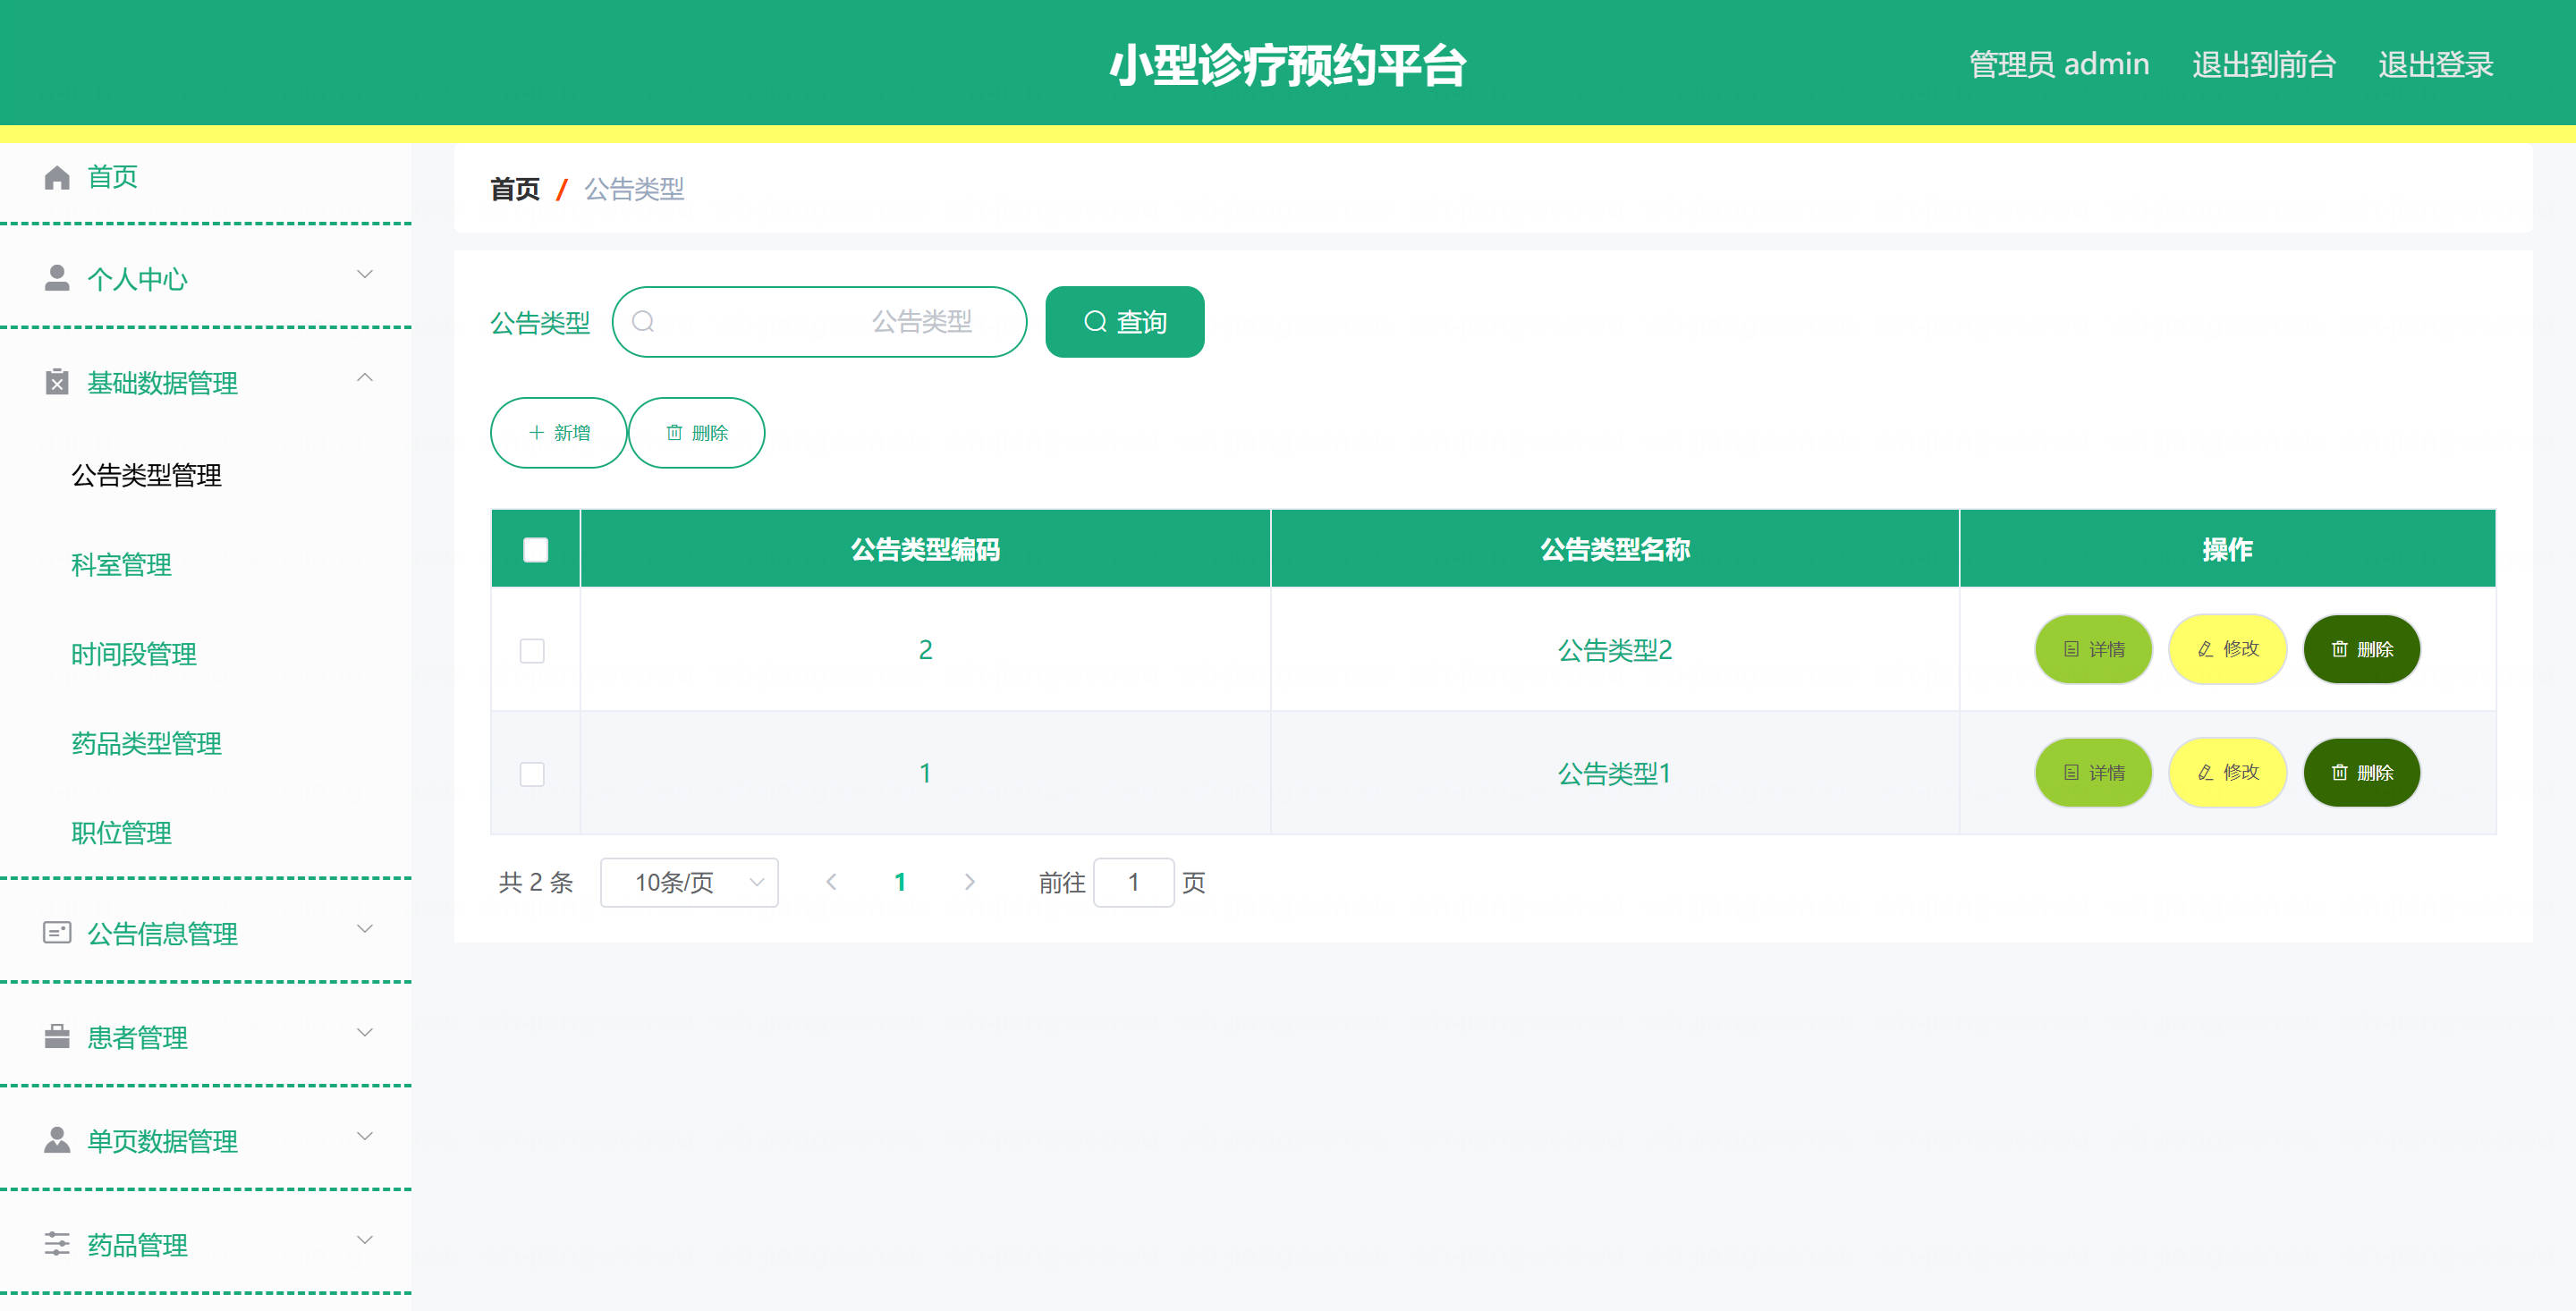 小型诊疗预约平台
管理员 admin 退出到前台 退出登录
首页
个人中心
基础数据管理
公告类型管理
科室管理
时间段管理
药品类型管理
职位管理
公告信息管理
患者管理
单页数据管理
药品管理
首页 / 公告类型
公告类型 公告类型 查询
新增 删除
公告类型编码 公告类型名称 操作
2 公告类型2 详情 修改 删除
1 公告类型1 详情 修改 删除
共 2 条 10条/页 1 前往 1 页